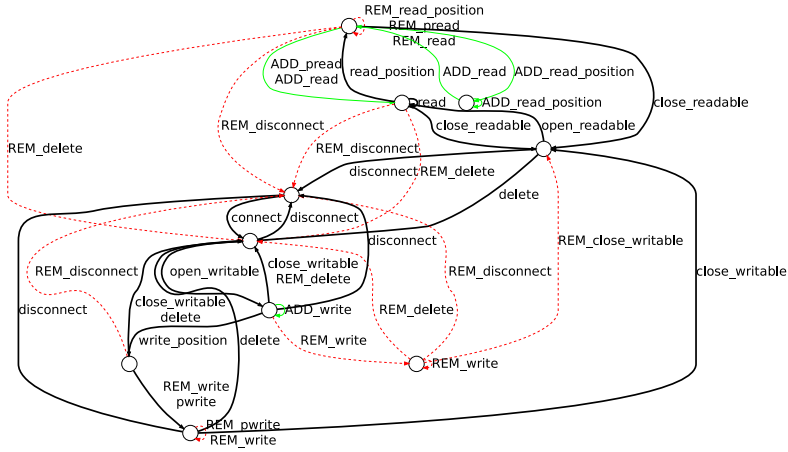 REM_read_position
REM_pread
REM_read
ADD_pread
ADD_read
read_position
ADD_read
ADD_read_position
close_readable
pread
ADD_read_position
REM_disconnect
close_readable
open_readable
REM_delete
REM_disconnect
disconnect
REM_delete
delete
connect
disconnect
disconnect
REM_close_writable
REM_disconnect
open_writable
close_writable
REM_delete
REM_disconnect
close_writable
disconnect
close_writable
delete
ADD_write
REM_delete
write_position
delete
REM_write
REM_write
REM_write
pwrite
REM_pwrite
REM_write